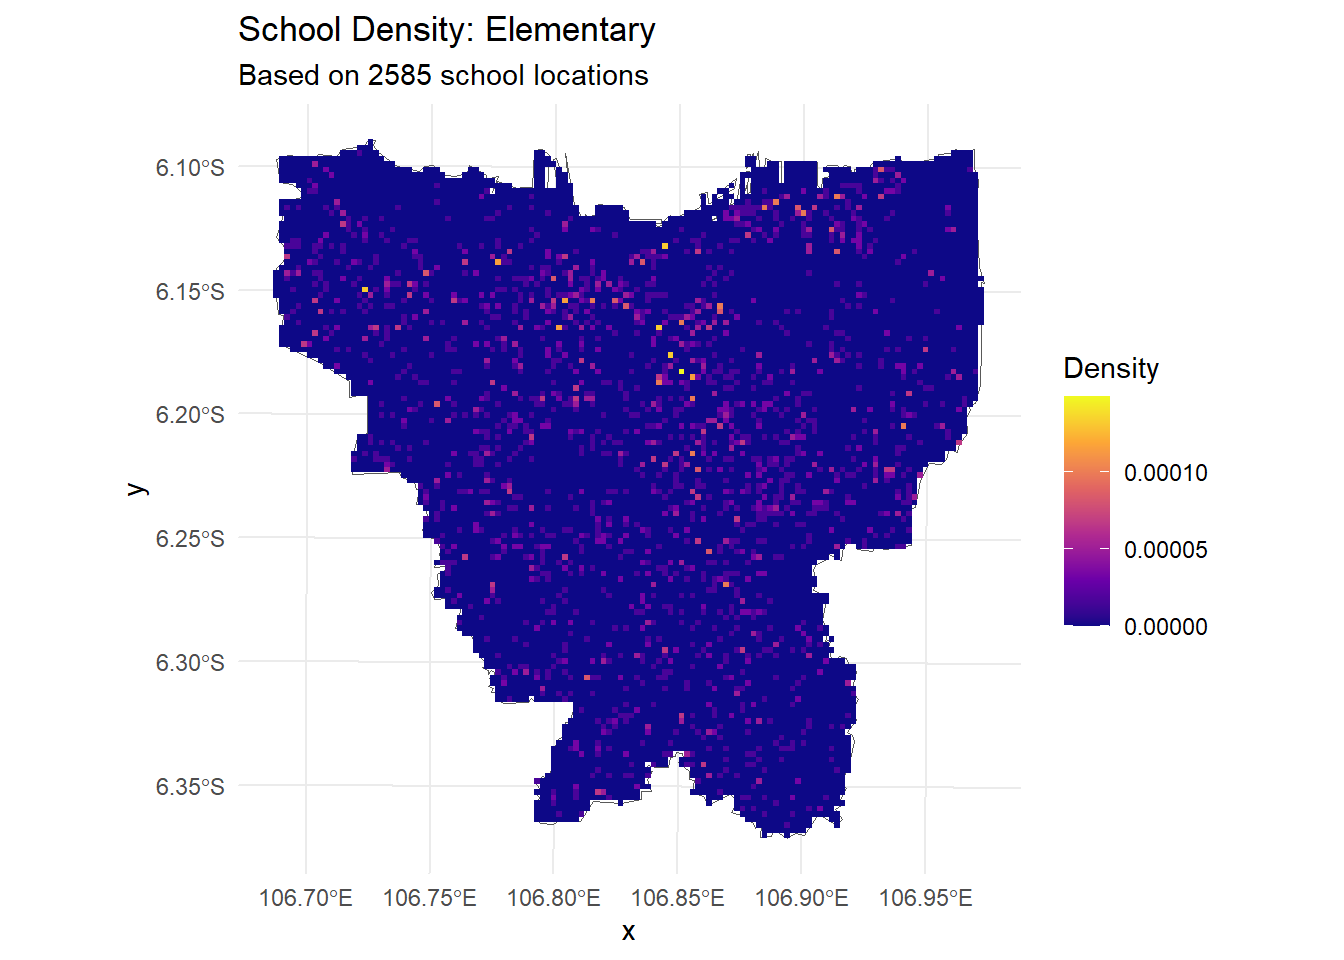 School Density: Elementary
Based on 2585 school locations
6.10°S
6.15°S
6.20°S
6.25°S
6.30°S
6.35°S
y
106.70°E 106.75°E 106.80°E 106.85°E 106.90°E 106.95°E
x
Density
0.00010
0.00005
0.00000